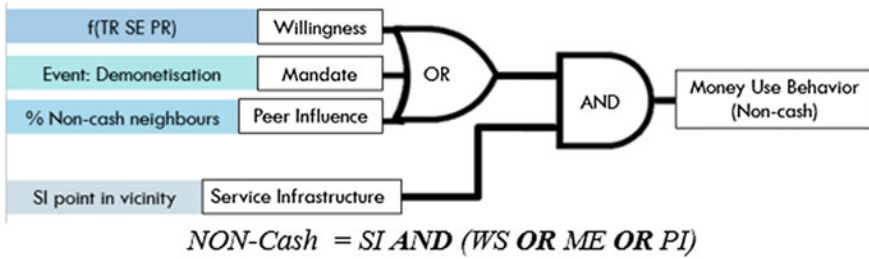 f(TR SE PR) Willingness
Event: Demonetisation Mandate
% Non-cash neighbours Peer Influence
OR
AND
Money Use Behavior
(Non-cash)
SI point in vicinity Service Infrastructure
NON-Cash = SI AND (WS OR ME OR PI)